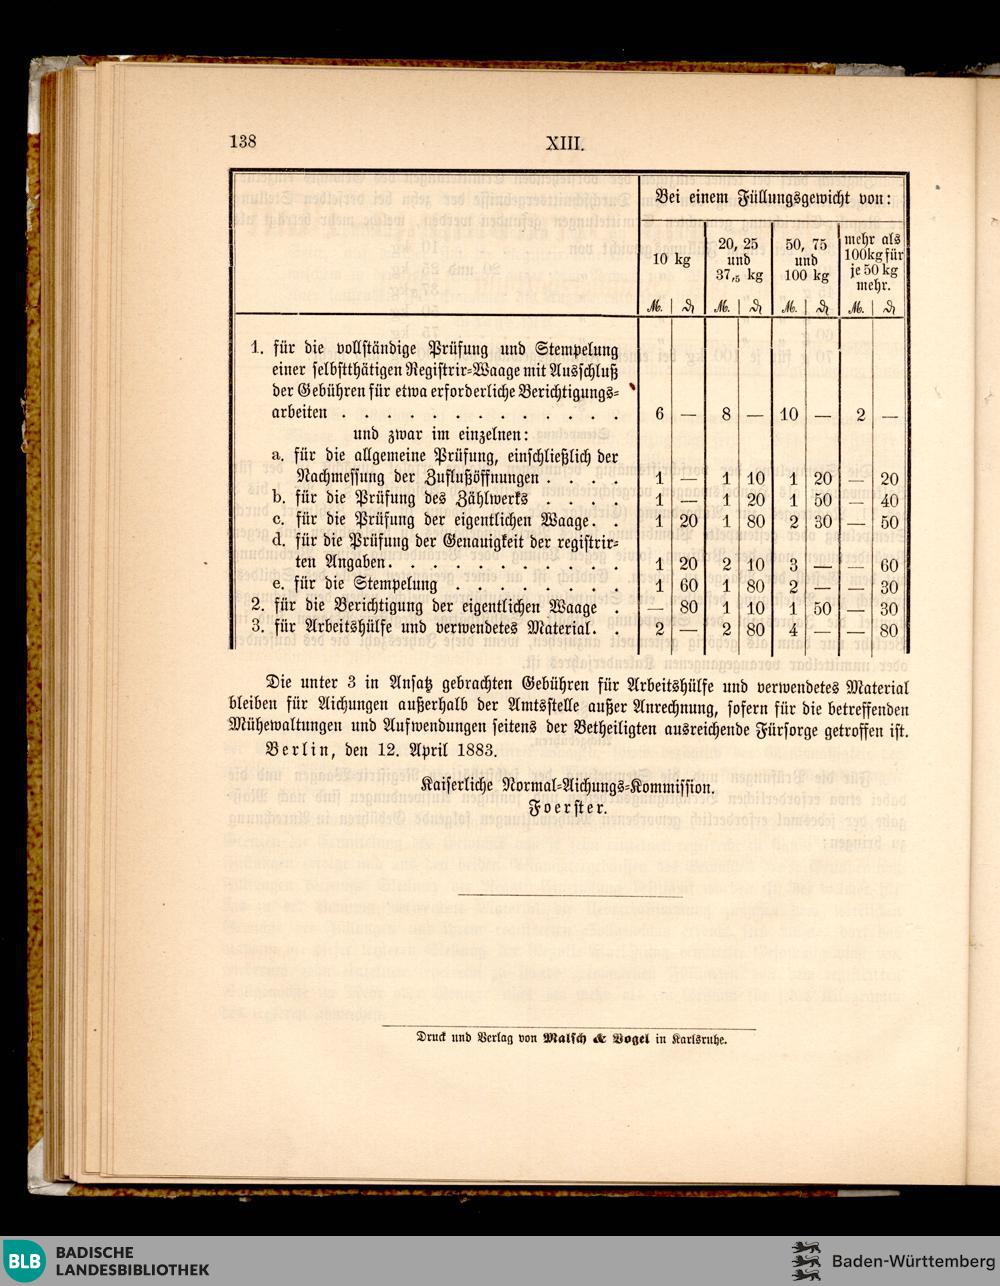 138
XIII.
Bei einem Füllungsgewicht von:
10 kg | 20, 25 und 37,5 kg | 50, 75 und 100 kg | mehr als 100 kg für je 50 kg mehr.
M. | ₰ | M. | ₰ | M. | ₰ | M. | ₰
1. für die vollständige Prüfung und Stempelung
einer selbstthätigen Registrir-Waage mit Ausschluß
der Gebühren für etwa erforderliche Berichtigungs-
arbeiten . . . . . . . . . . . . . 6 — 8 — 10 — 2 —
und zwar im einzelnen:
a. für die allgemeine Prüfung, einschließlich der
Nachmessung der Zuflußöffnungen . . . . 1 — 1 10 1 20 — 20
b. für die Prüfung des Zählwerks . . . . 1 — 1 20 1 50 — 40
c. für die Prüfung der eigentlichen Waage. . 1 20 1 80 2 30 — 50
d. für die Prüfung der Genauigkeit der registrir-
ten Angaben. . . . . . . . . . . 1 20 2 10 3 — — 60
e. für die Stempelung . . . . . . . . 1 60 1 80 2 — — 30
2. für die Berichtigung der eigentlichen Waage . — 80 1 10 1 50 — 30
3. für Arbeitshülfe und verwendetes Material. . 2 — 2 80 4 — — 80
Die unter 3 in Ansatz gebrachten Gebühren für Arbeitshülfe und verwendetes Material
bleiben für Aichungen außerhalb der Amtsstelle außer Anrechnung, sofern für die betreffenden
Mühewaltungen und Aufwendungen seitens der Betheiligten ausreichende Fürsorge getroffen ist.
Berlin, den 12. April 1883.
Kaiserliche Normal-Aichungs-Kommission.
Foerster.
Druck und Verlag von Malsch & Vogel in Karlsruhe.
BLB BADISCHE
LANDESBIBLIOTHEK
Baden-Württemberg